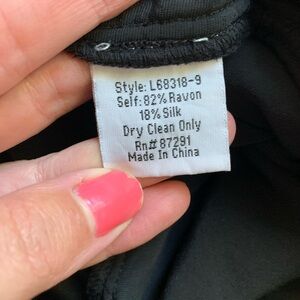 Style: L68318-9
Self: 82% Rayon
18% Silk
Dry Clean Only
Rn# 87291
Made In China